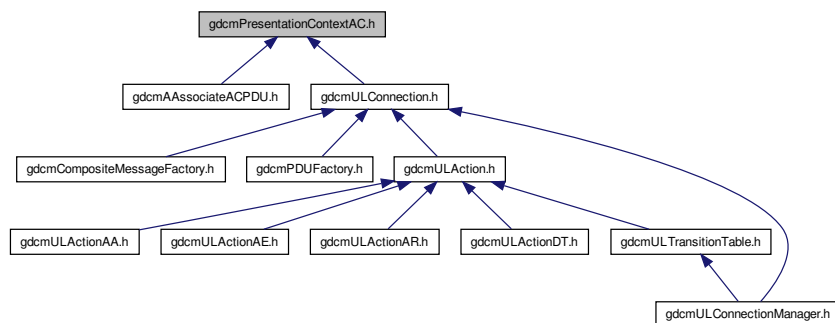 gdcmPresentationContextAC.h
gdcmAAssociateACPDU.h
gdcmULConnection.h
gdcmCompositeMessageFactory.h
gdcmPDUFactory.h
gdcmULAction.h
gdcmULActionAA.h
gdcmULActionAE.h
gdcmULActionAR.h
gdcmULActionDT.h
gdcmULTransitionTable.h
gdcmULConnectionManager.h